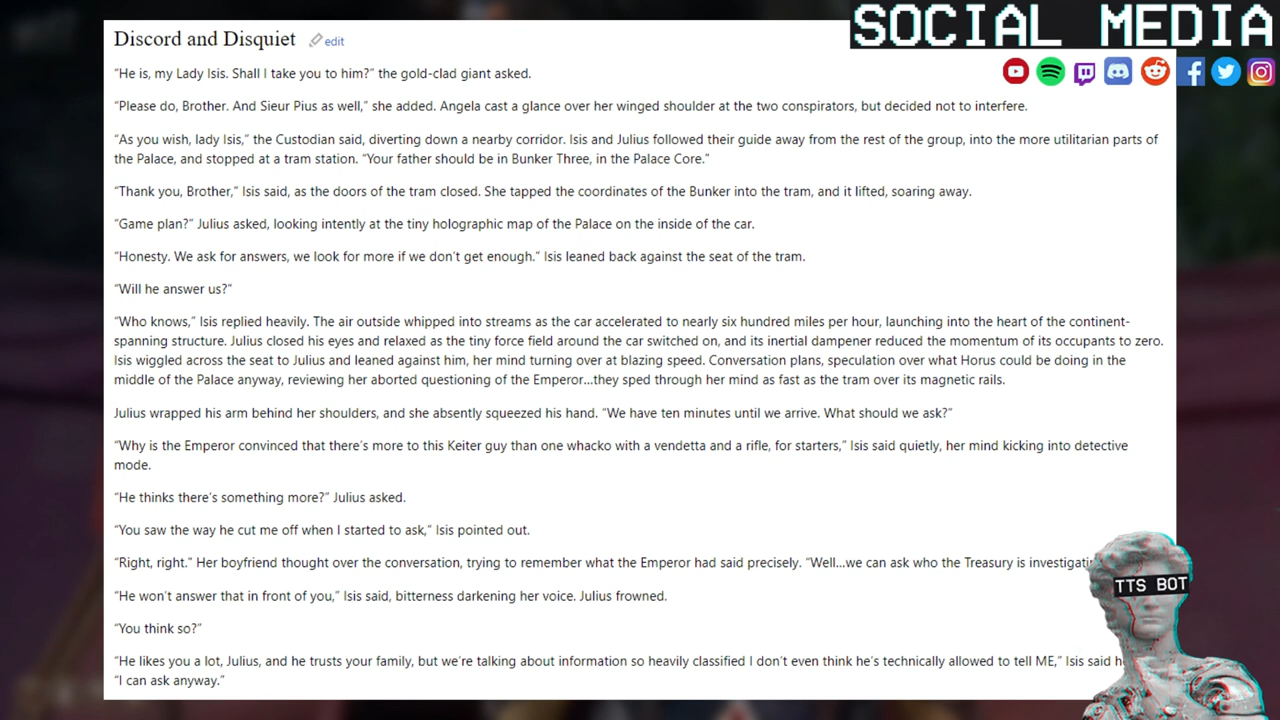 SOCIAL MEDIA
Discord and Disquiet edit
“He is, my Lady Isis. Shall I take you to him?” the gold-clad giant asked.
“Please do, Brother. And Sieur Pius as well,” she added. Angela cast a glance over her winged shoulder at the two conspirators, but decided not to interfere.
“As you wish, lady Isis,” the Custodian said, diverting down a nearby corridor. Isis and Julius followed their guide away from the rest of the group, into the more utilitarian parts of
the Palace, and stopped at a tram station. “Your father should be in Bunker Three, in the Palace Core.”
“Thank you, Brother,” Isis said, as the doors of the tram closed. She tapped the coordinates of the Bunker into the tram, and it lifted, soaring away.
“Game plan?” Julius asked, looking intently at the tiny holographic map of the Palace on the inside of the car.
“Honesty. We ask for answers, we look for more if we don’t get enough.” Isis leaned back against the seat of the tram.
“Will he answer us?”
“Who knows,” Isis replied heavily. The air outside whipped into streams as the car accelerated to nearly six hundred miles per hour, launching into the heart of the continent-
spanning structure. Julius closed his eyes and relaxed as the tiny force field around the car switched on, and its inertial dampener reduced the momentum of its occupants to zero.
Isis wiggled across the seat to Julius and leaned against him, her mind turning over at blazing speed. Conversation plans, speculation over what Horus could be doing in the
middle of the Palace anyway, reviewing her aborted questioning of the Emperor…they sped through her mind as fast as the tram over its magnetic rails.
Julius wrapped his arm behind her shoulders, and she absently squeezed his hand. “We have ten minutes until we arrive. What should we ask?”
“Why is the Emperor convinced that there’s more to this Keiter guy than one whacko with a vendetta and a rifle, for starters,” Isis said quietly, her mind kicking into detective
mode.
“He thinks there’s something more?” Julius asked.
“You saw the way he cut me off when I started to ask,” Isis pointed out.
“Right, right.” Her boyfriend thought over the conversation, trying to remember what the Emperor had said precisely. “Well…we can ask who the Treasury is
“He won’t answer that in front of you,” Isis said, bitterness darkening her voice. Julius frowned.
“You think so?”
“He likes you a lot, Julius, and he trusts your family, but we’re talking about information so heavily classified I don’t even think he’s technically allowed to tell ME,” Isis said
“I can ask anyway.”
TTS BOT